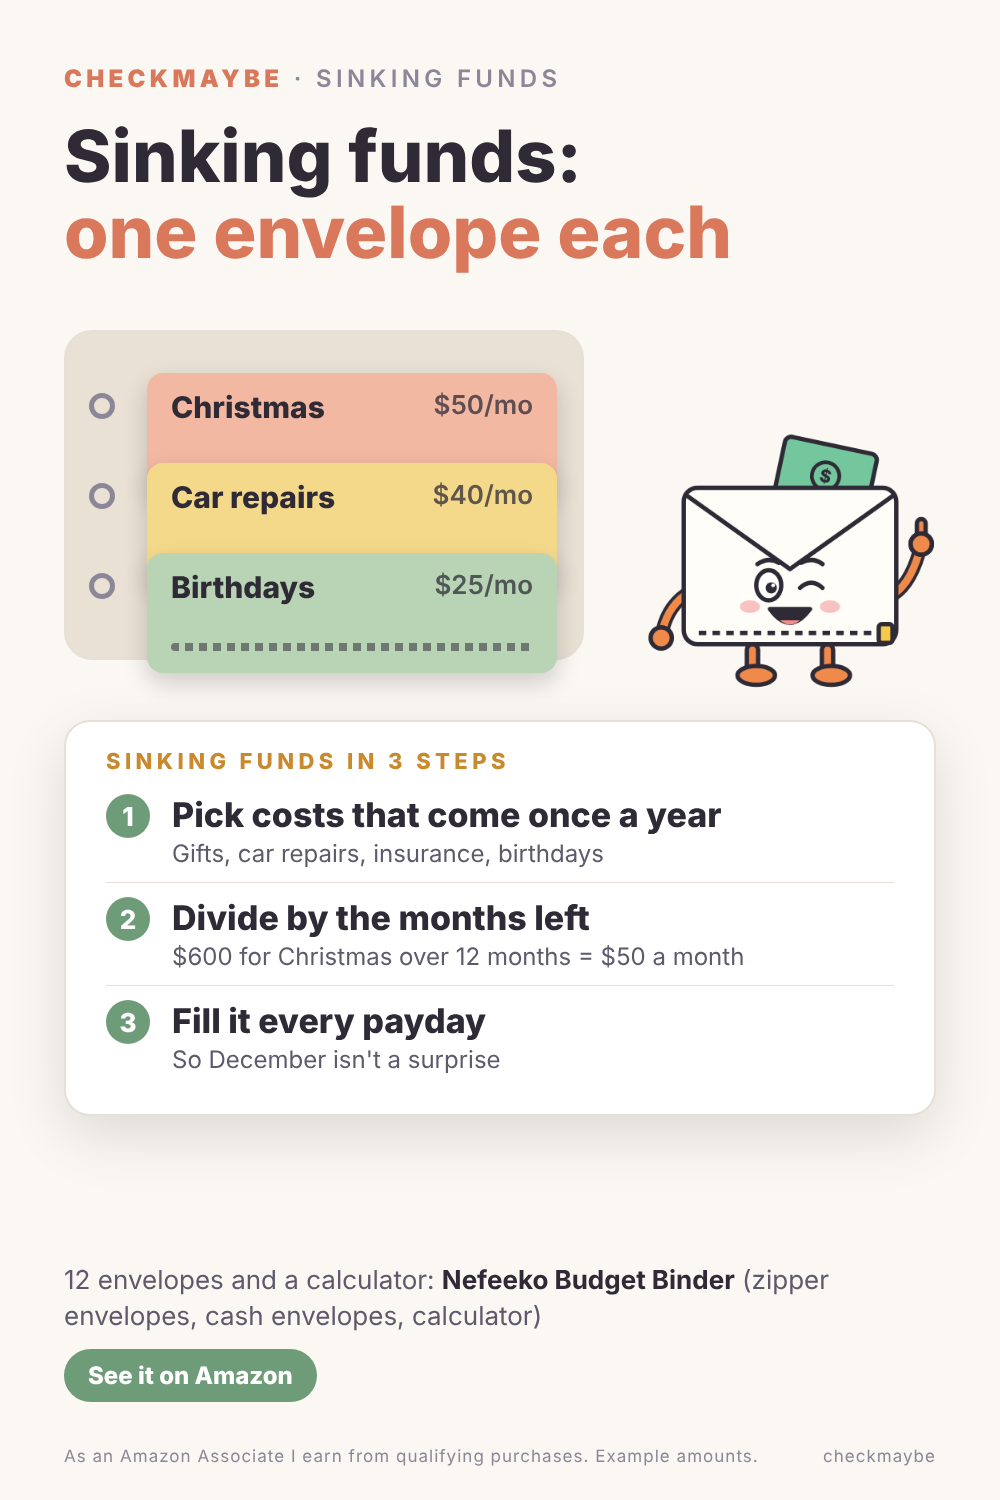 CHECKMAYBE · SINKING FUNDS
Sinking funds:
one envelope each
Christmas $50/mo
Car repairs $40/mo
Birthdays $25/mo
$
SINKING FUNDS IN 3 STEPS
1 Pick costs that come once a year
Gifts, car repairs, insurance, birthdays
2 Divide by the months left
$600 for Christmas over 12 months = $50 a month
3 Fill it every payday
So December isn't a surprise
12 envelopes and a calculator: Nefeeko Budget Binder (zipper
envelopes, cash envelopes, calculator)
See it on Amazon
As an Amazon Associate I earn from qualifying purchases. Example amounts. checkmaybe